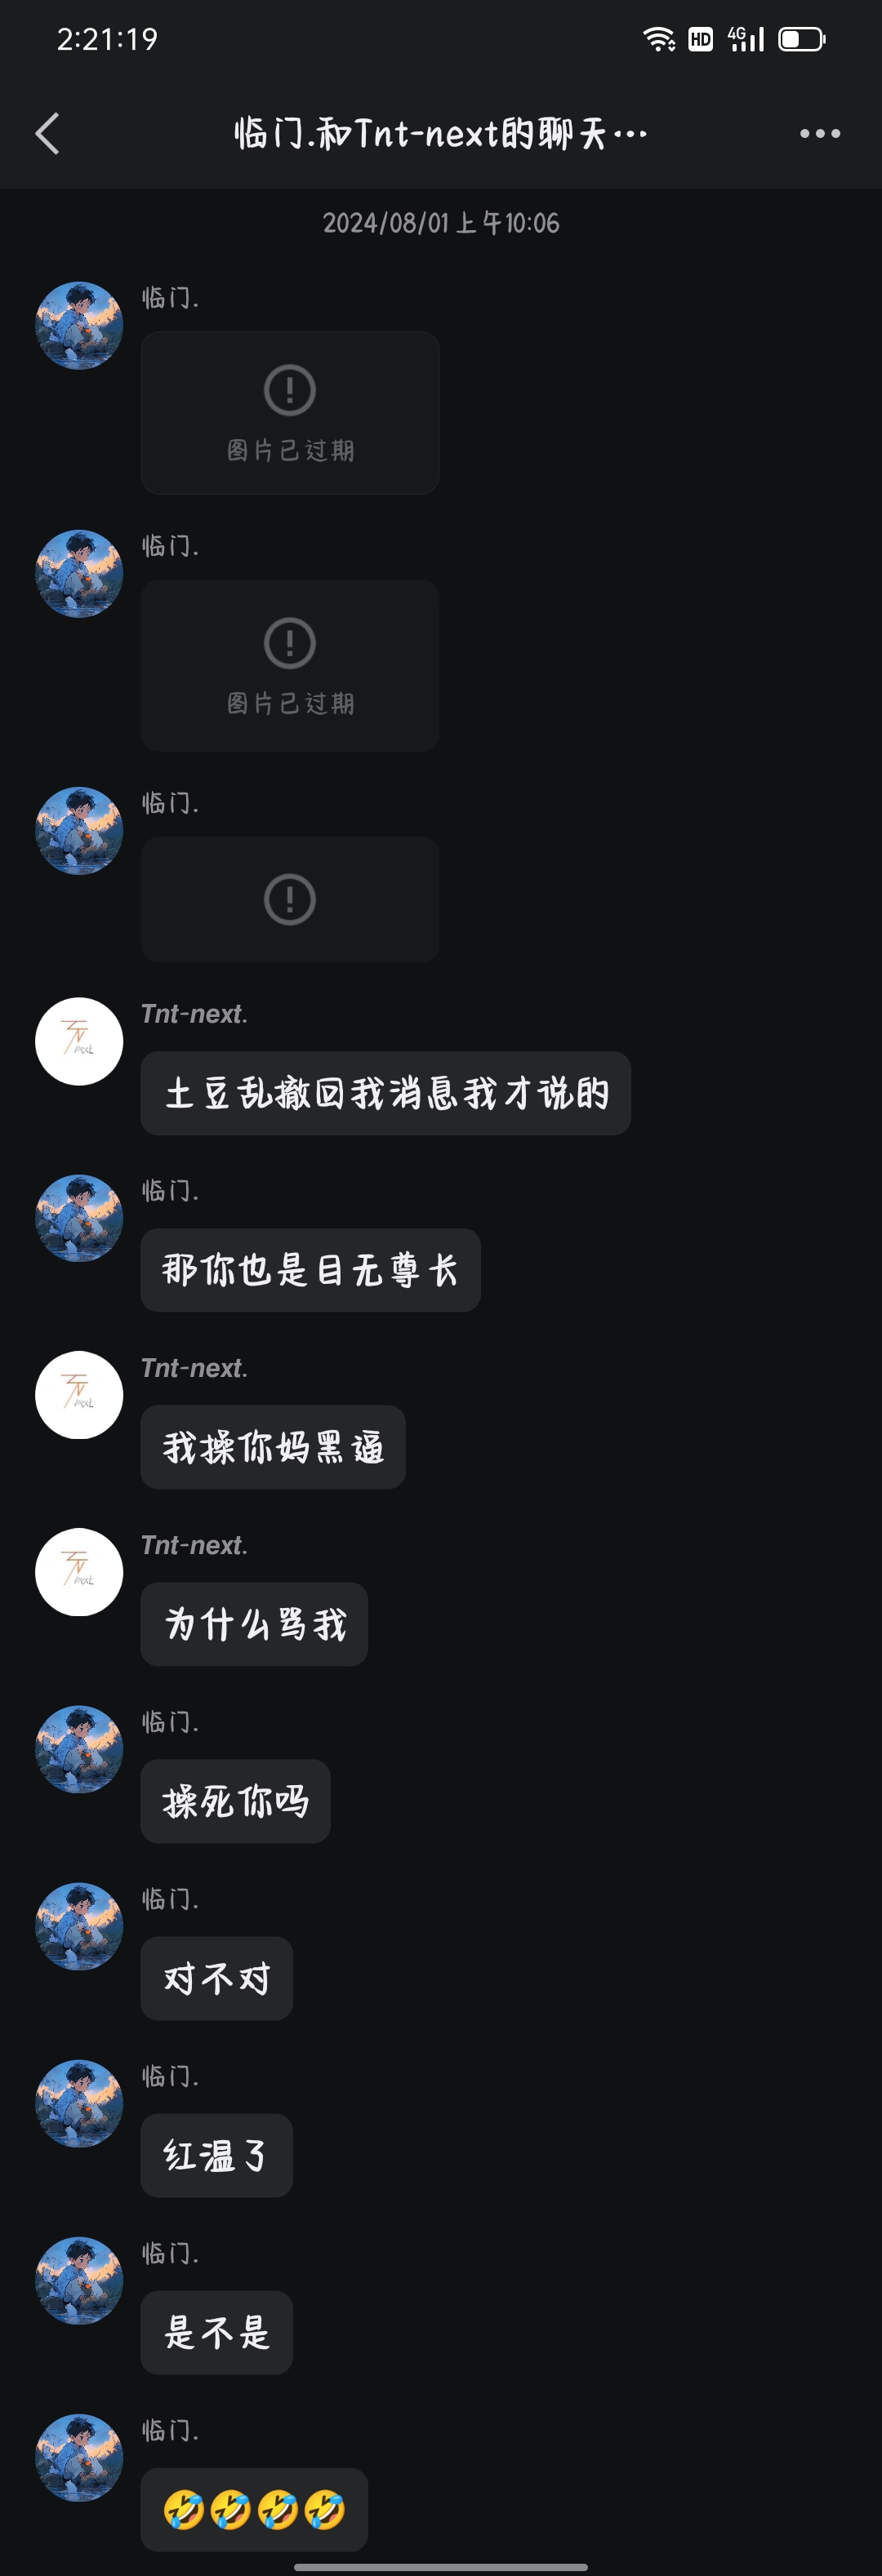 2:21:19
HD
4G
临门.和Tnt-next的聊天…
2024/08/01 上午10:06
临门.
图片已过期
临门.
图片已过期
临门.
Tnt-next.
土豆乱撤回我消息我才说的
临门.
那你也是目无尊长
Tnt-next.
我操你妈黑逼
Tnt-next.
为什么骂我
临门.
操死你吗
临门.
对不对
临门.
红温了
临门.
是不是
临门.
🤣🤣🤣🤣